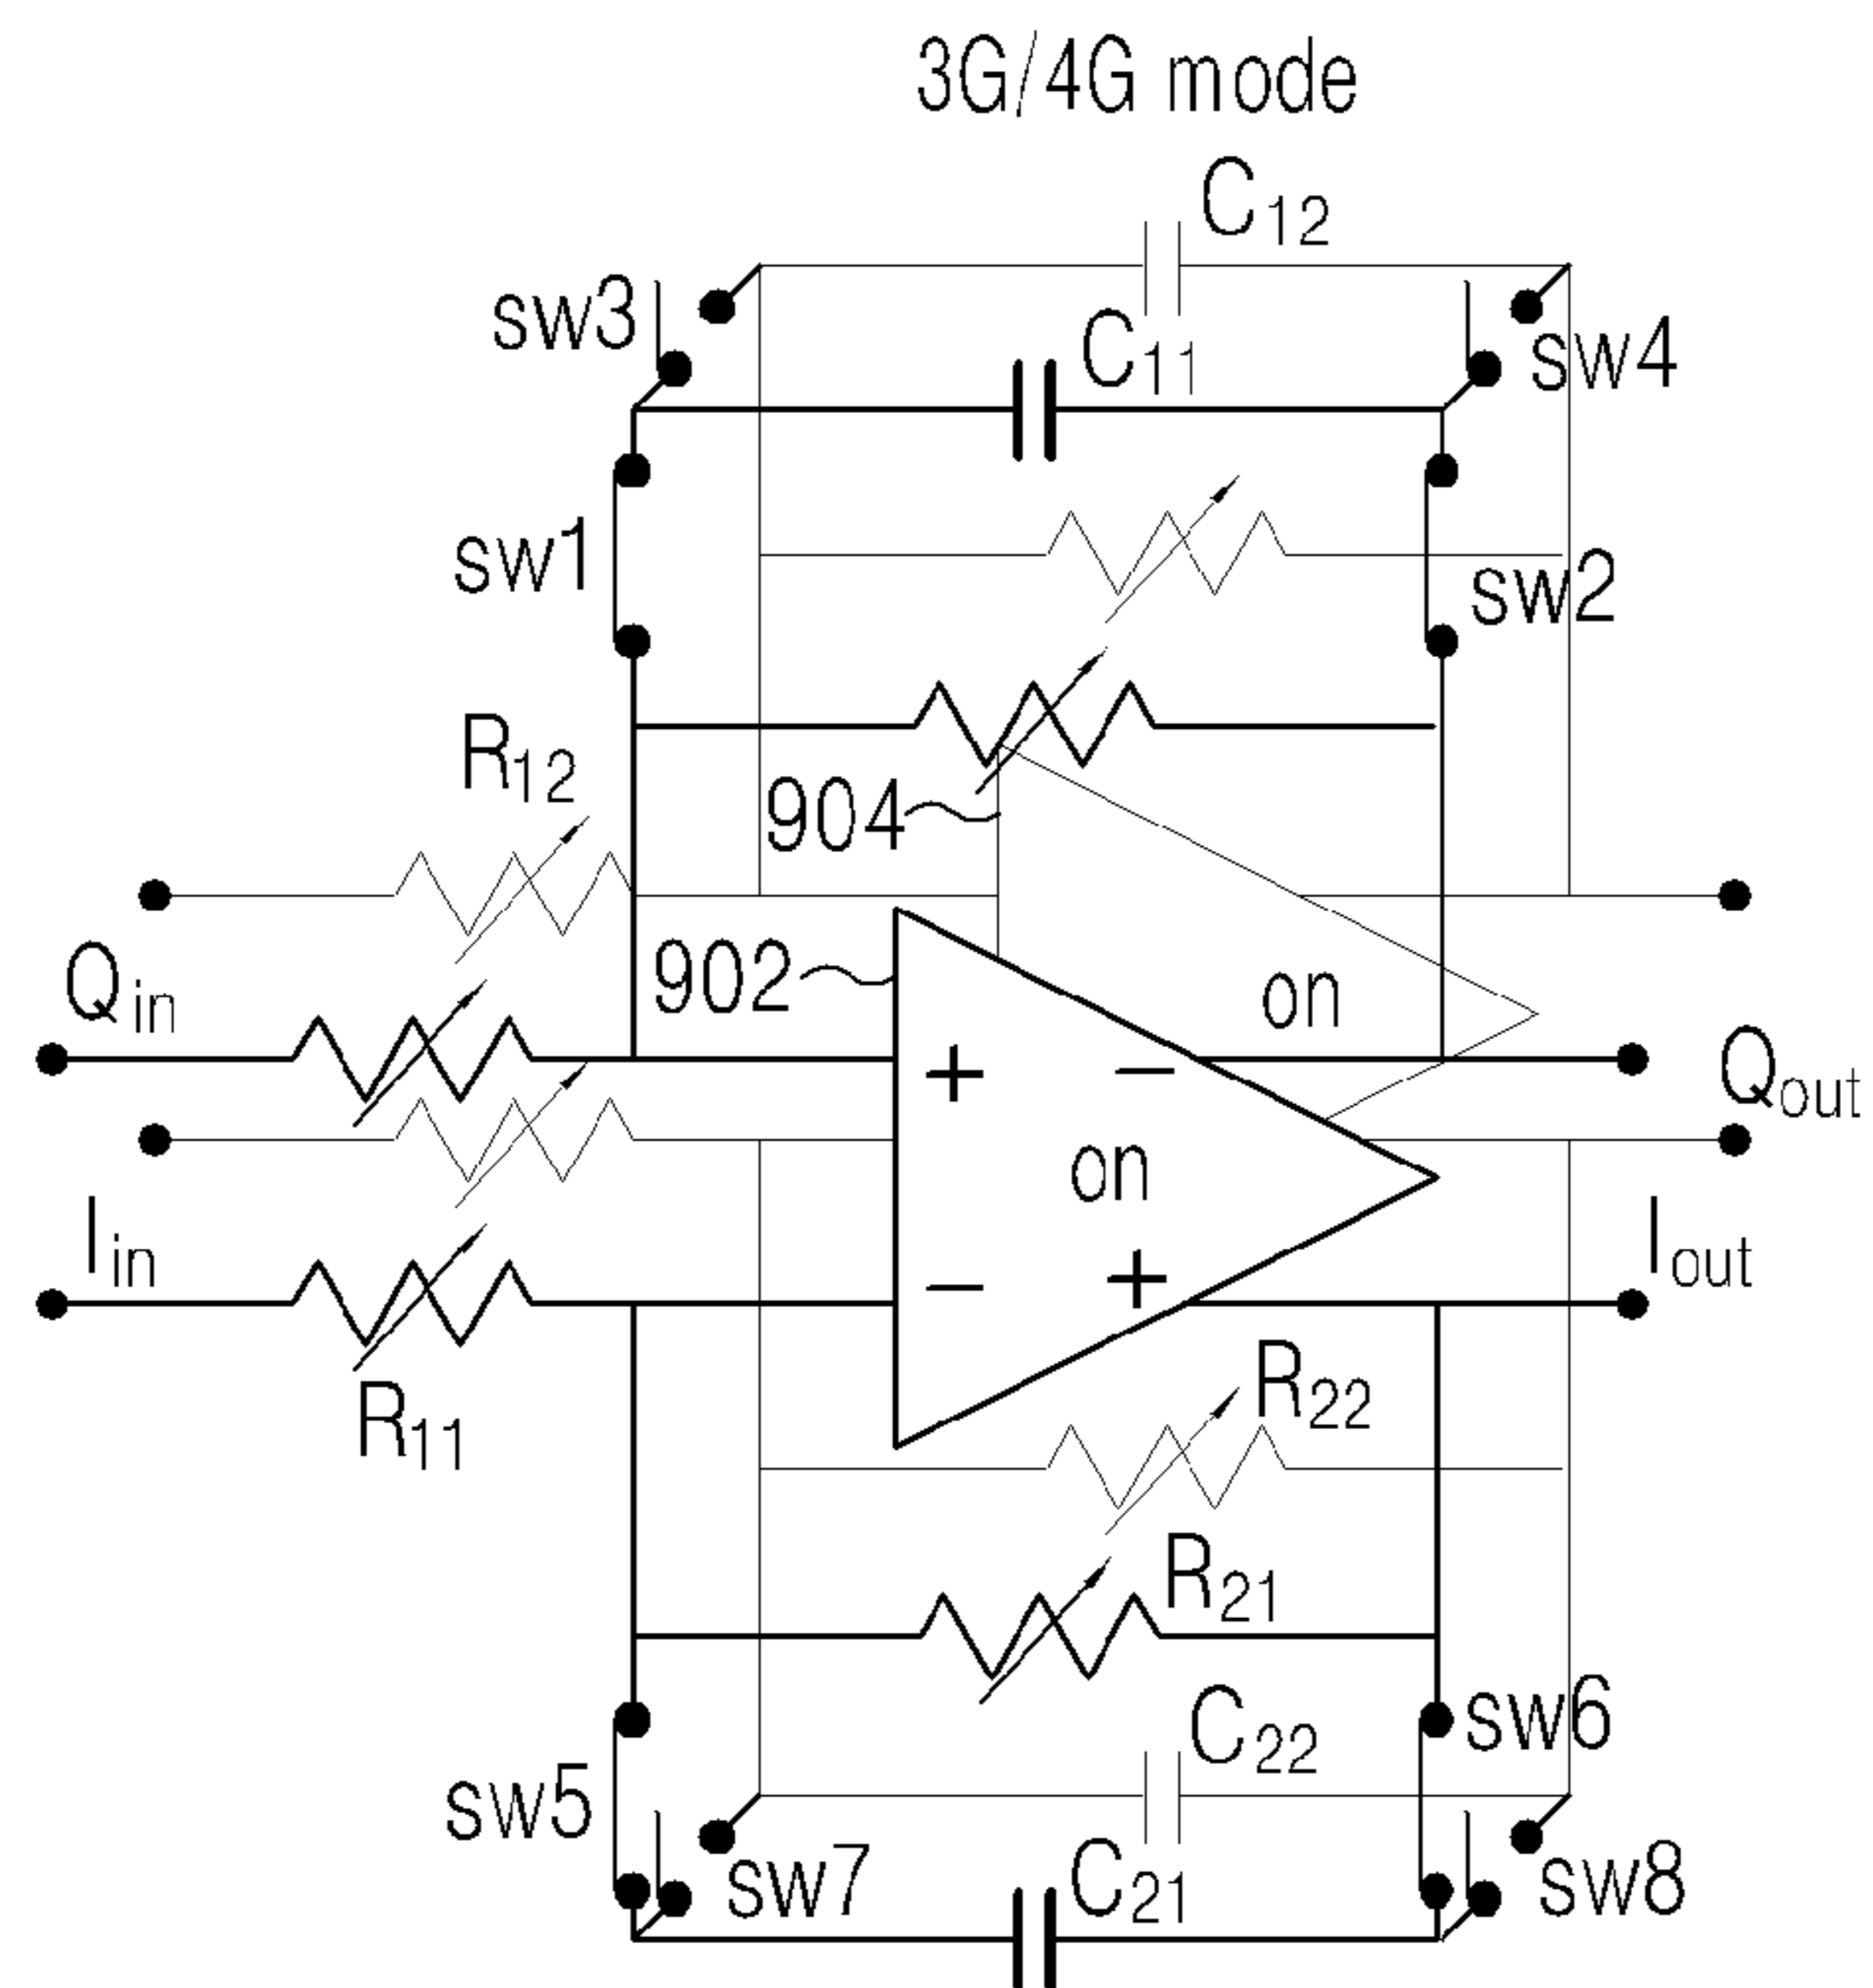 3G/4G mode
C12
sw3
C11
sw4
sw1
sw2
R12
904
902
Qin
on
+ −
Qout
on
Iin
− +
Iout
R11
R22
R21
C22
sw6
sw5
sw7
C21
sw8